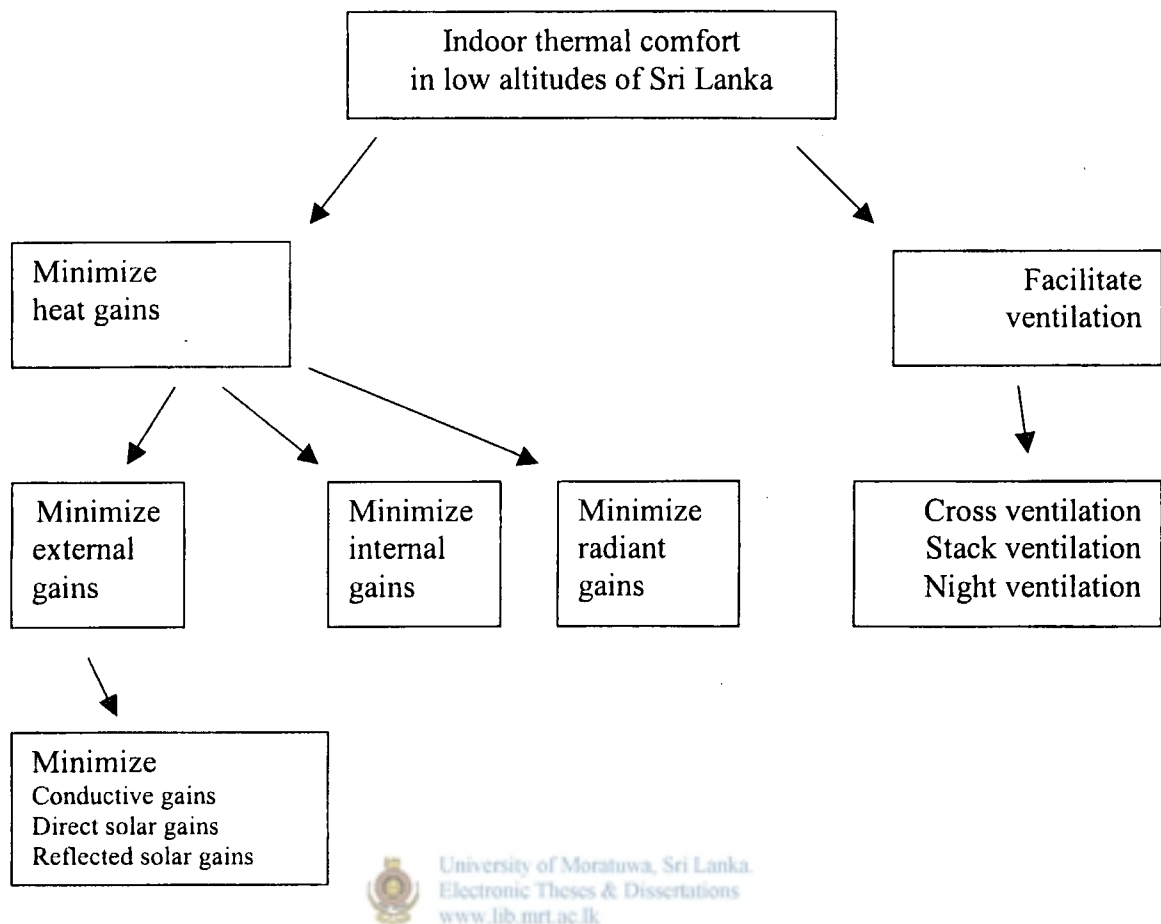 Indoor thermal comfort
in low altitudes of Sri Lanka
Minimize
heat gains
Facilitate
ventilation
Minimize
external
gains
Minimize
internal
gains
Minimize
radiant
gains
Cross ventilation
Stack ventilation
Night ventilation
Minimize
Conductive gains
Direct solar gains
Reflected solar gains
University of Moratuwa, Sri Lanka.
Electronic Theses & Dissertations
www.lib.mrt.ac.lk